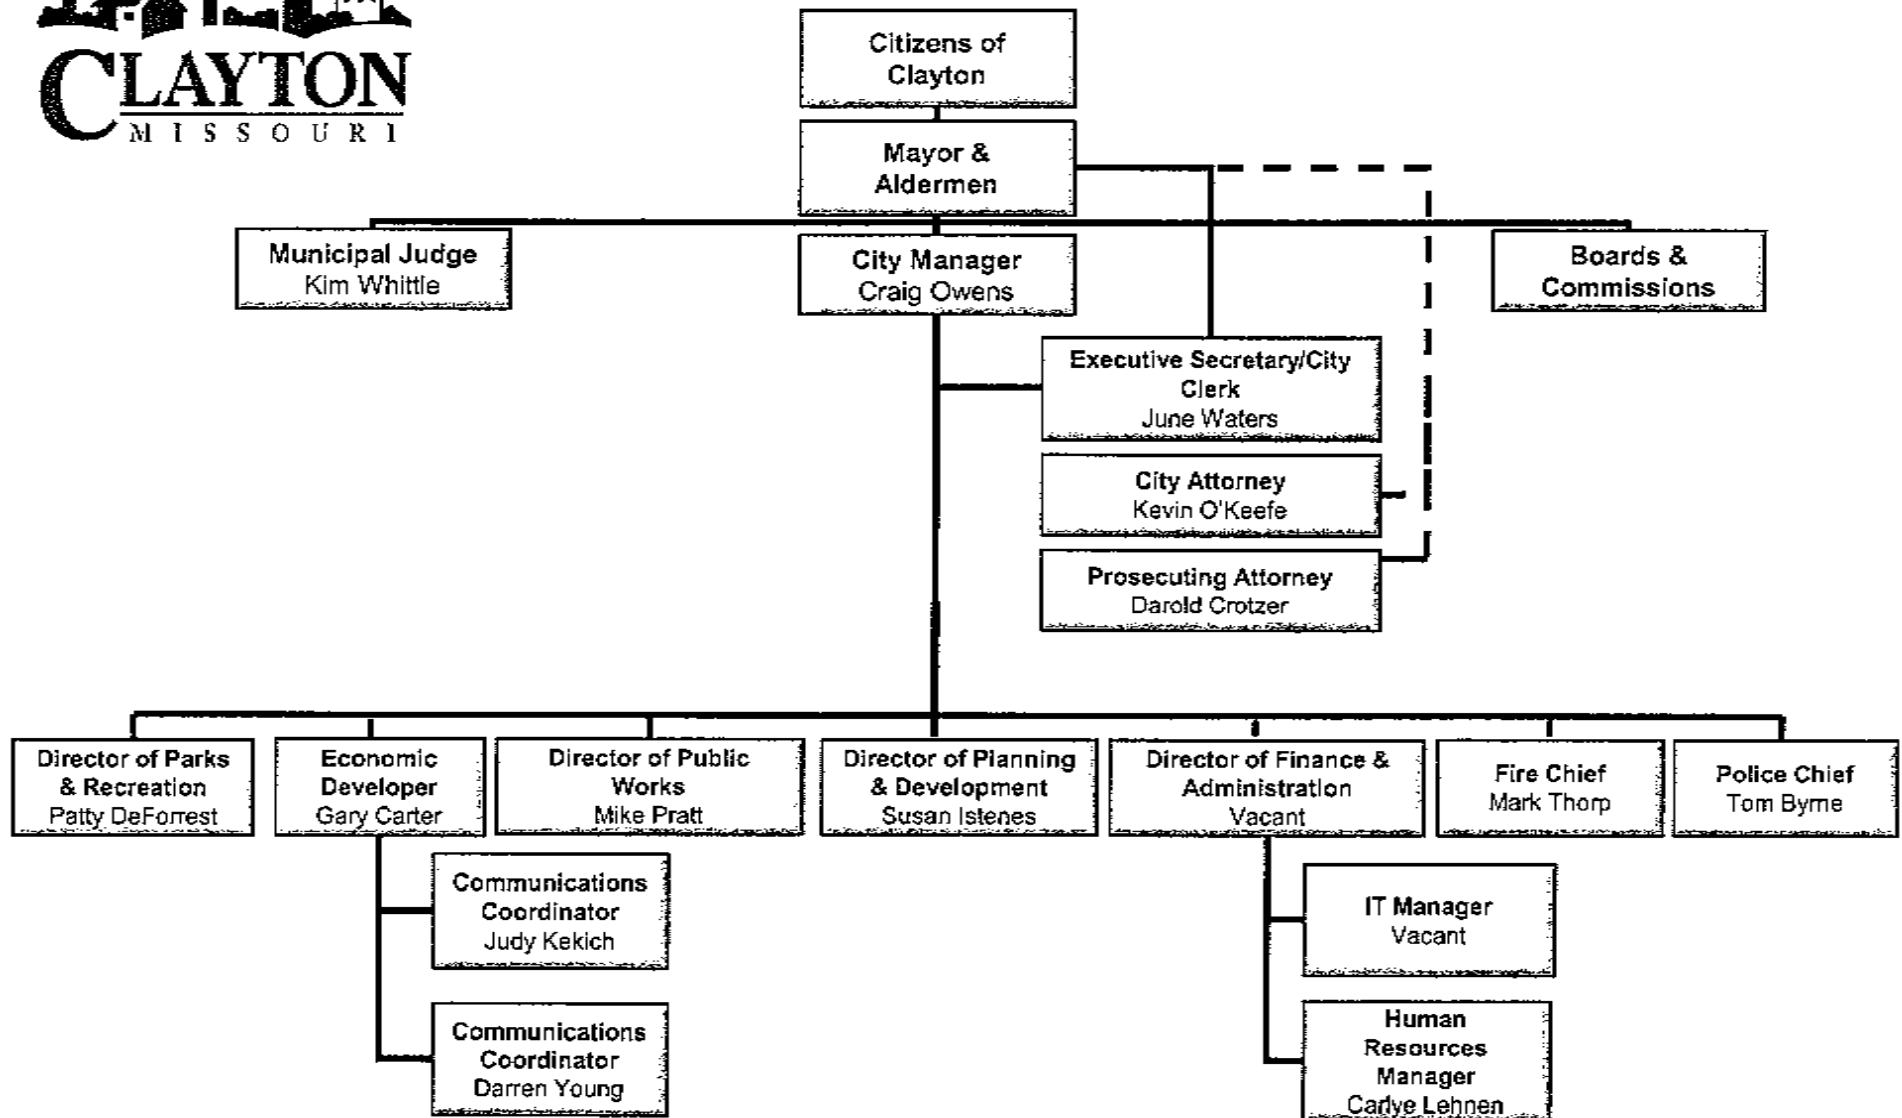 CLAYTON
MISSOURI
Citizens of
Clayton
Mayor &
Aldermen
Municipal Judge
Kim Whittle
City Manager
Craig Owens
Boards &
Commissions
Executive Secretary/City
Clerk
June Waters
City Attorney
Kevin O'Keefe
Prosecuting Attorney
Darold Crotzer
Director of Parks
& Recreation
Patty DeForrest
Economic
Developer
Gary Carter
Director of Public
Works
Mike Pratt
Director of Planning
& Development
Susan Istenes
Director of Finance &
Administration
Vacant
Fire Chief
Mark Thorp
Police Chief
Tom Byrne
Communications
Coordinator
Judy Kekich
IT Manager
Vacant
Communications
Coordinator
Darren Young
Human
Resources
Manager
Carlye Lehnen